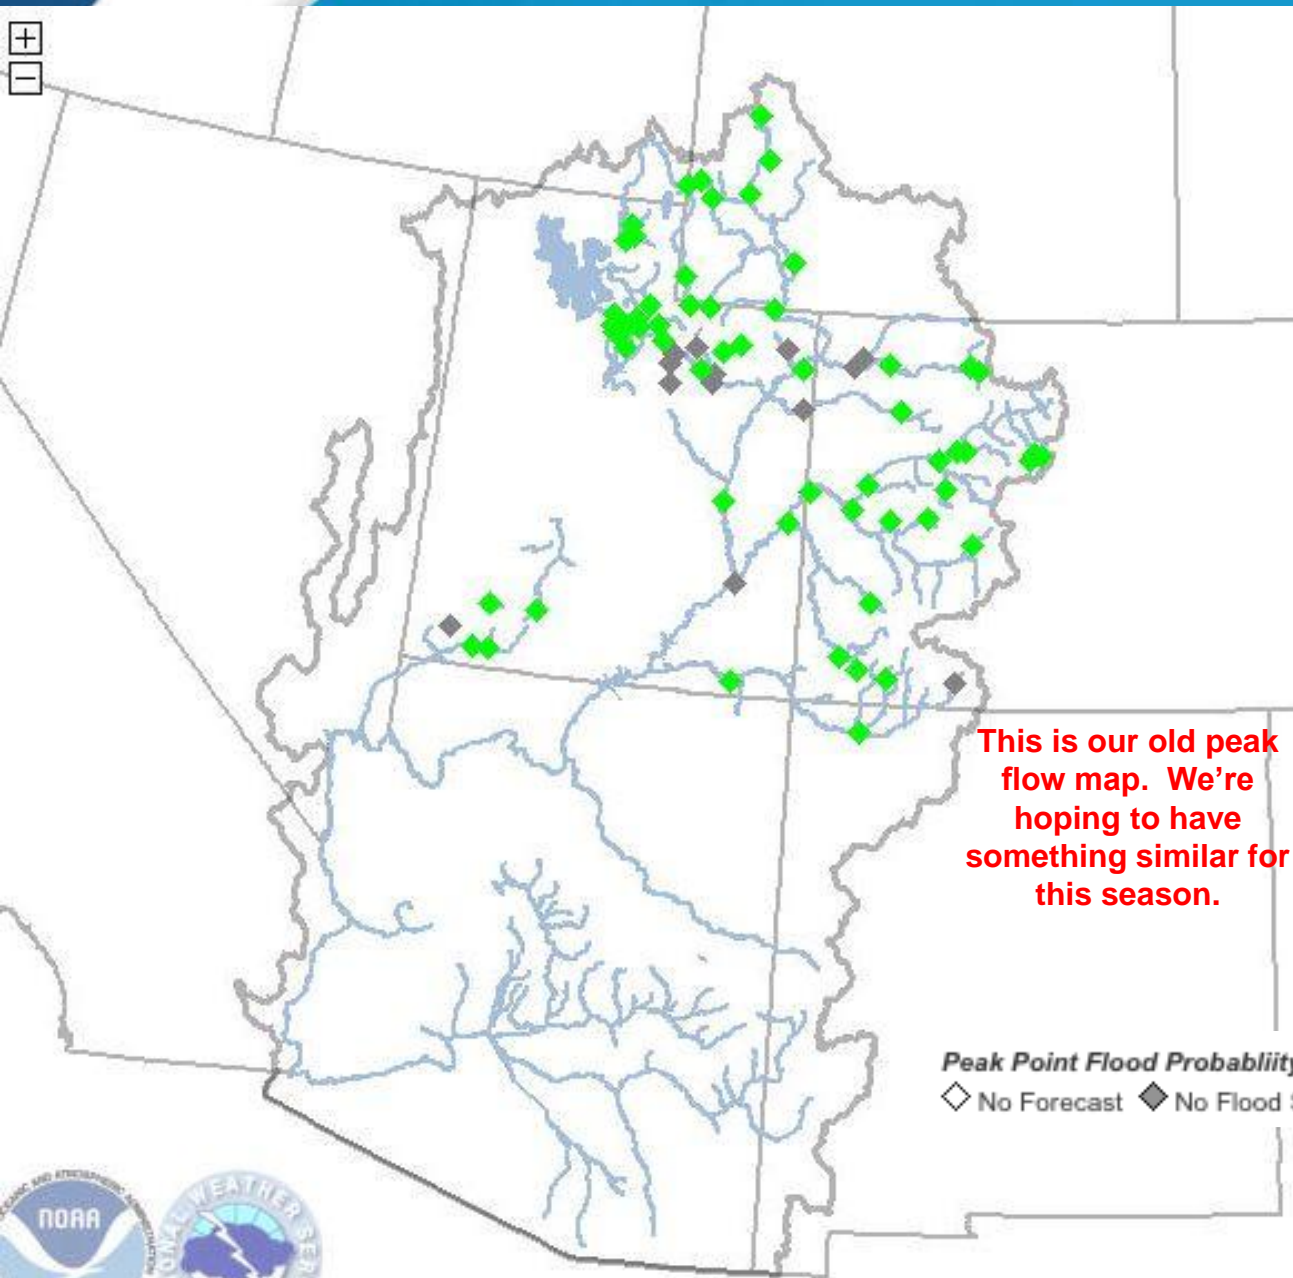 +
−
This is our old peak
flow map.  We’re
hoping to have
something similar for
this season.
Peak Point Flood Probabliity
No Forecast No Flood
NOAA
WEATHER